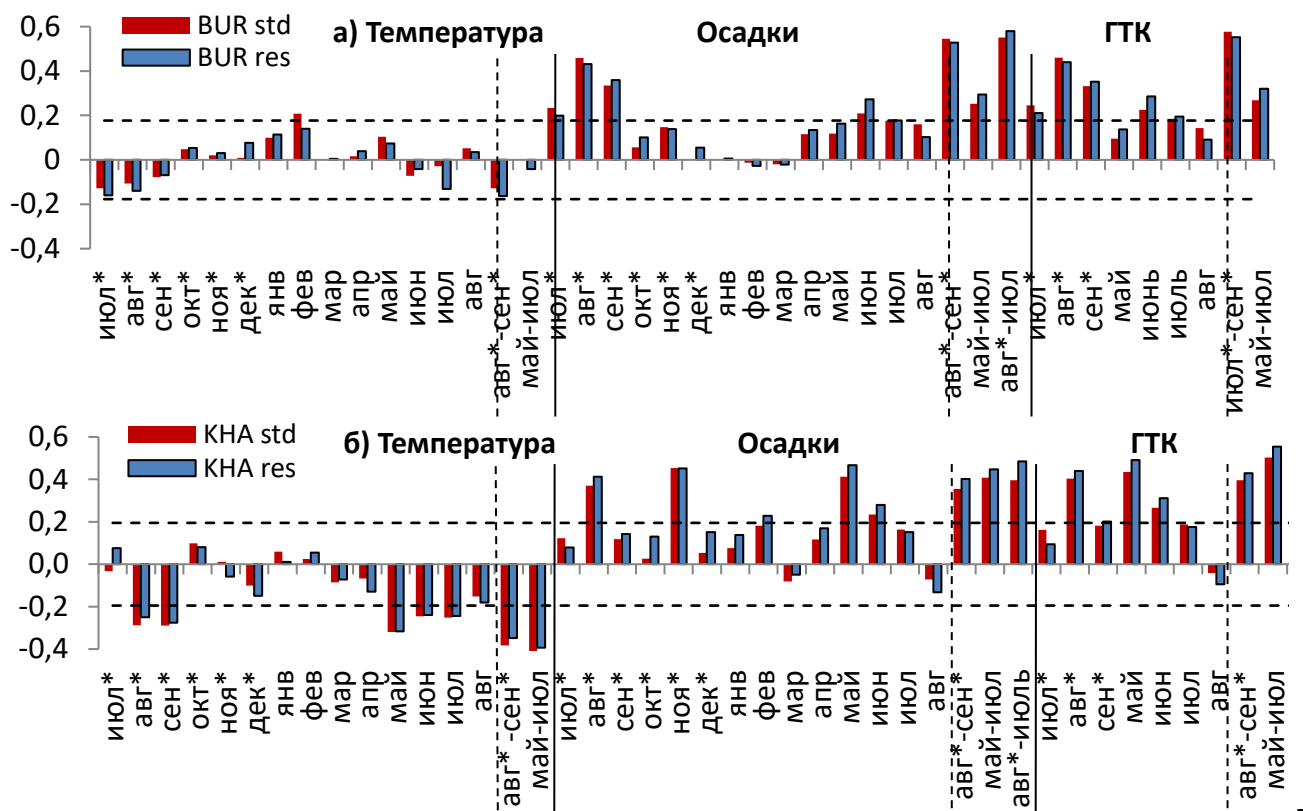 0,6
0,4
0,2
0
-0,2
-0,4
BUR std
BUR res
а) Температура
Осадки
ГТК
июл*
авг*
сен*
окт*
ноя*
дек*
янв
фев
мар
апр
май
июн
июл
авг
авг*-сен*
май-июл
июл*
авг*
сен*
окт*
ноя*
дек*
янв
фев
мар
апр
май
июн
июл
авг
авг*-сен*
май-июл
авг*-июл
июл*
авг*
сен*
май
июнь
июль
авг
июл*-сен*
май-июл
0,6
0,4
0,2
0,0
-0,2
-0,4
KHA std
KHA res
б) Температура
Осадки
ГТК
июл*
авг*
сен*
окт*
ноя*
дек*
янв
фев
мар
апр
май
июн
июл
авг
авг*-сен*
май-июл
июл*
авг*
сен*
окт*
ноя*
дек*
янв
фев
мар
апр
май
июн
июл
авг
авг*-сен*
май-июл
авг*-июль
июл*
авг*
сен*
май
июн
июл
авг
авг*-сен*
май-июл